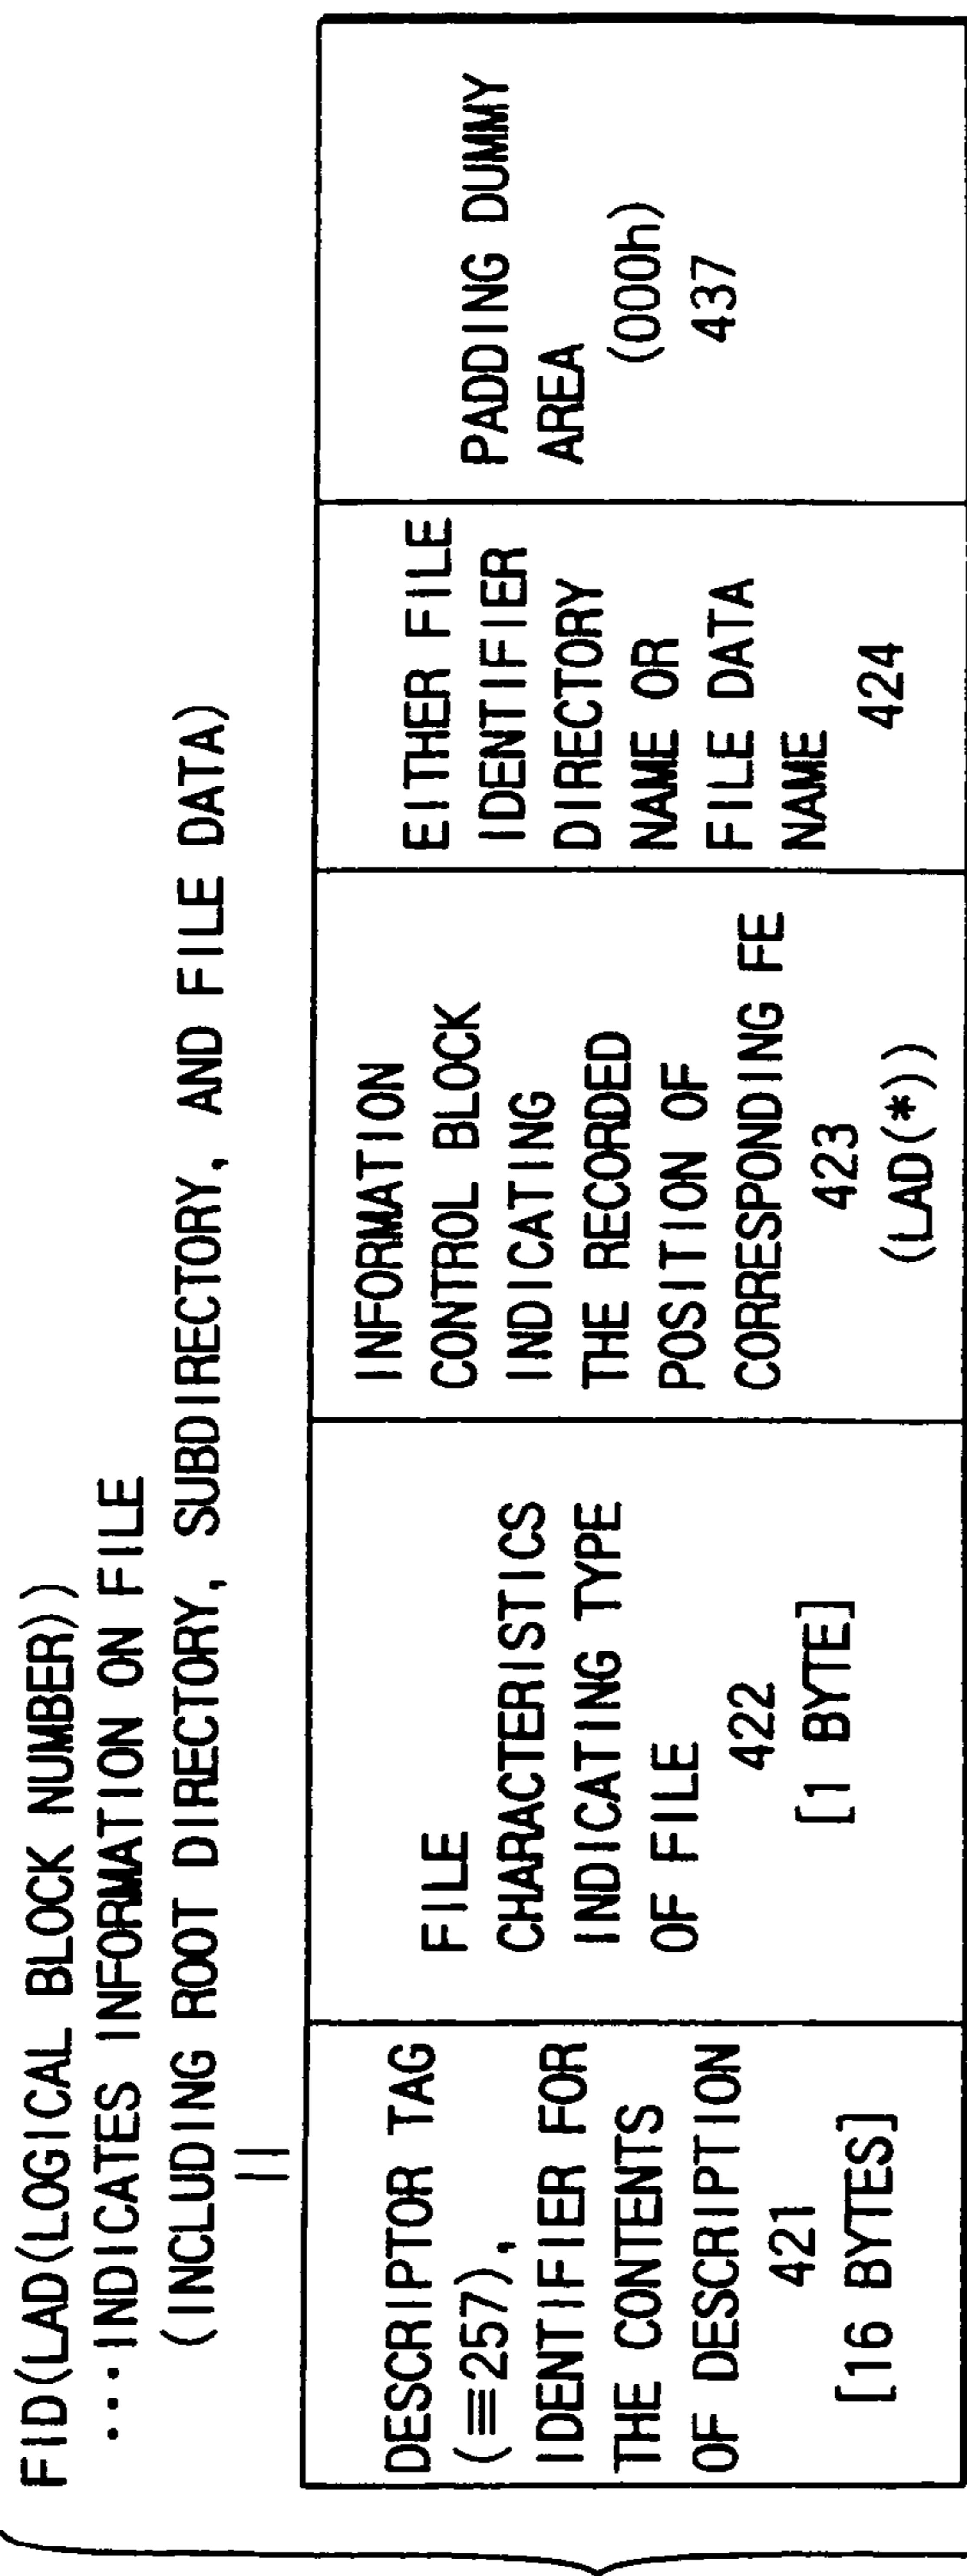 FID(LAD(LOGICAL BLOCK NUMBER))
···INDICATES INFORMATION ON FILE
(INCLUDING ROOT DIRECTORY, SUBDIRECTORY, AND FILE DATA)
||
DESCRIPTOR TAG
(≡257),
IDENTIFIER FOR
THE CONTENTS
OF DESCRIPTION
421
[16 BYTES]
FILE
CHARACTERISTICS
INDICATING TYPE
OF FILE
422
[1 BYTE]
INFORMATION
CONTROL BLOCK
INDICATING
THE RECORDED
POSITION OF
CORRESPONDING FE
423
(LAD(*))
EITHER FILE
IDENTIFIER
DIRECTORY
NAME OR
FILE DATA
NAME
424
PADDING DUMMY
AREA
(000h)
437